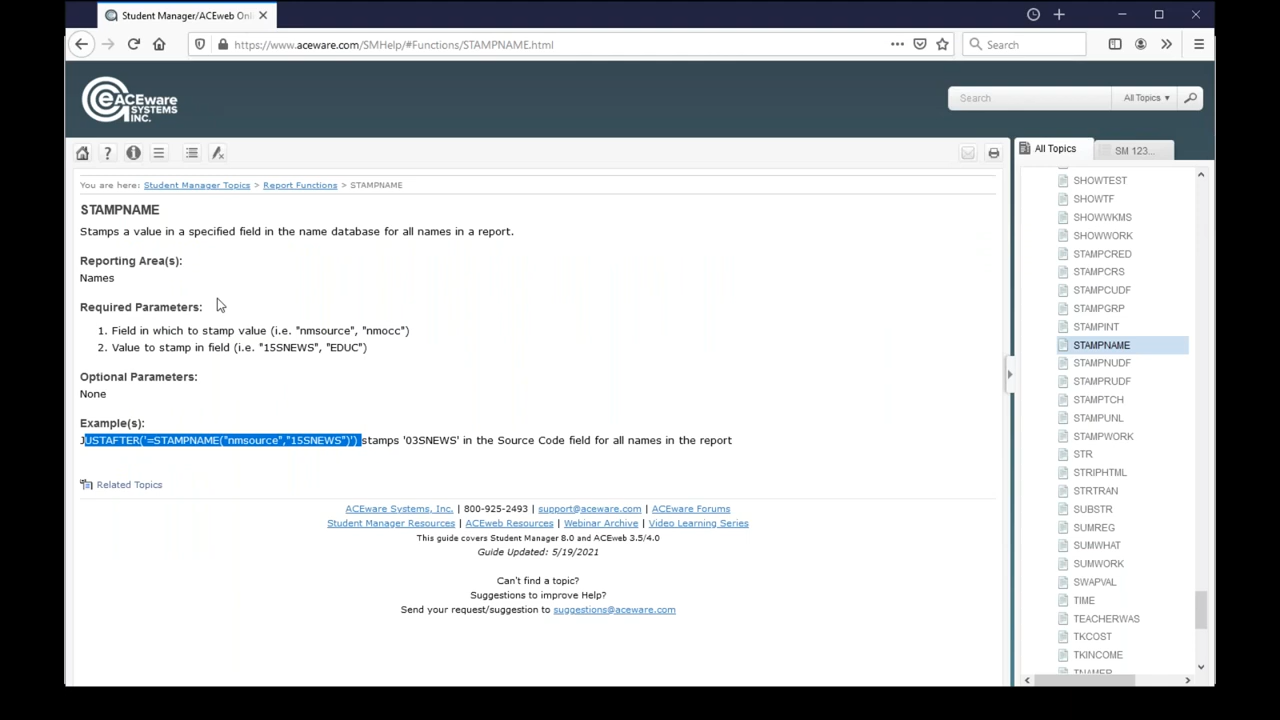 Student Manager/ACEweb Onl
https://www.aceware.com/SMHelp/#Functions/STAMPNAME.html
Search
ACEware
SYSTEMS
INC.
Search
All Topics
You are here: Student Manager Topics > Report Functions > STAMPNAME
STAMPNAME
Stamps a value in a specified field in the name database for all names in a report.
Reporting Area(s):
Names
Required Parameters:
1. Field in which to stamp value (i.e. "nmsource", "nmocc")
2. Value to stamp in field (i.e. "15SNEWS", "EDUC")
Optional Parameters:
None
Example(s):
JUSTAFTER('=STAMPNAME("nmsource","15SNEWS")') stamps '03SNEWS' in the Source Code field for all names in the report
Related Topics
ACEware Systems, Inc. | 800-925-2493 | support@aceware.com | ACEware Forums
Student Manager Resources | ACEweb Resources | Webinar Archive | Video Learning Series
This guide covers Student Manager 8.0 and ACEweb 3.5/4.0
Guide Updated: 5/19/2021
Can't find a topic?
Suggestions to improve Help?
Send your request/suggestion to suggestions@aceware.com
All Topics
SM 123...
SHOWTEST
SHOWTF
SHOWWKMS
SHOWWORK
STAMPCRED
STAMPCRS
STAMPCUDF
STAMPGRP
STAMPINT
STAMPNAME
STAMPNUDF
STAMPRUDF
STAMPTCH
STAMPUNL
STAMPWORK
STR
STRIPHTML
STRTRAN
SUBSTR
SUMREG
SUMWHAT
SUMWORK
SWAPVAL
TIME
TEACHERWAS
TKCOST
TKINCOME